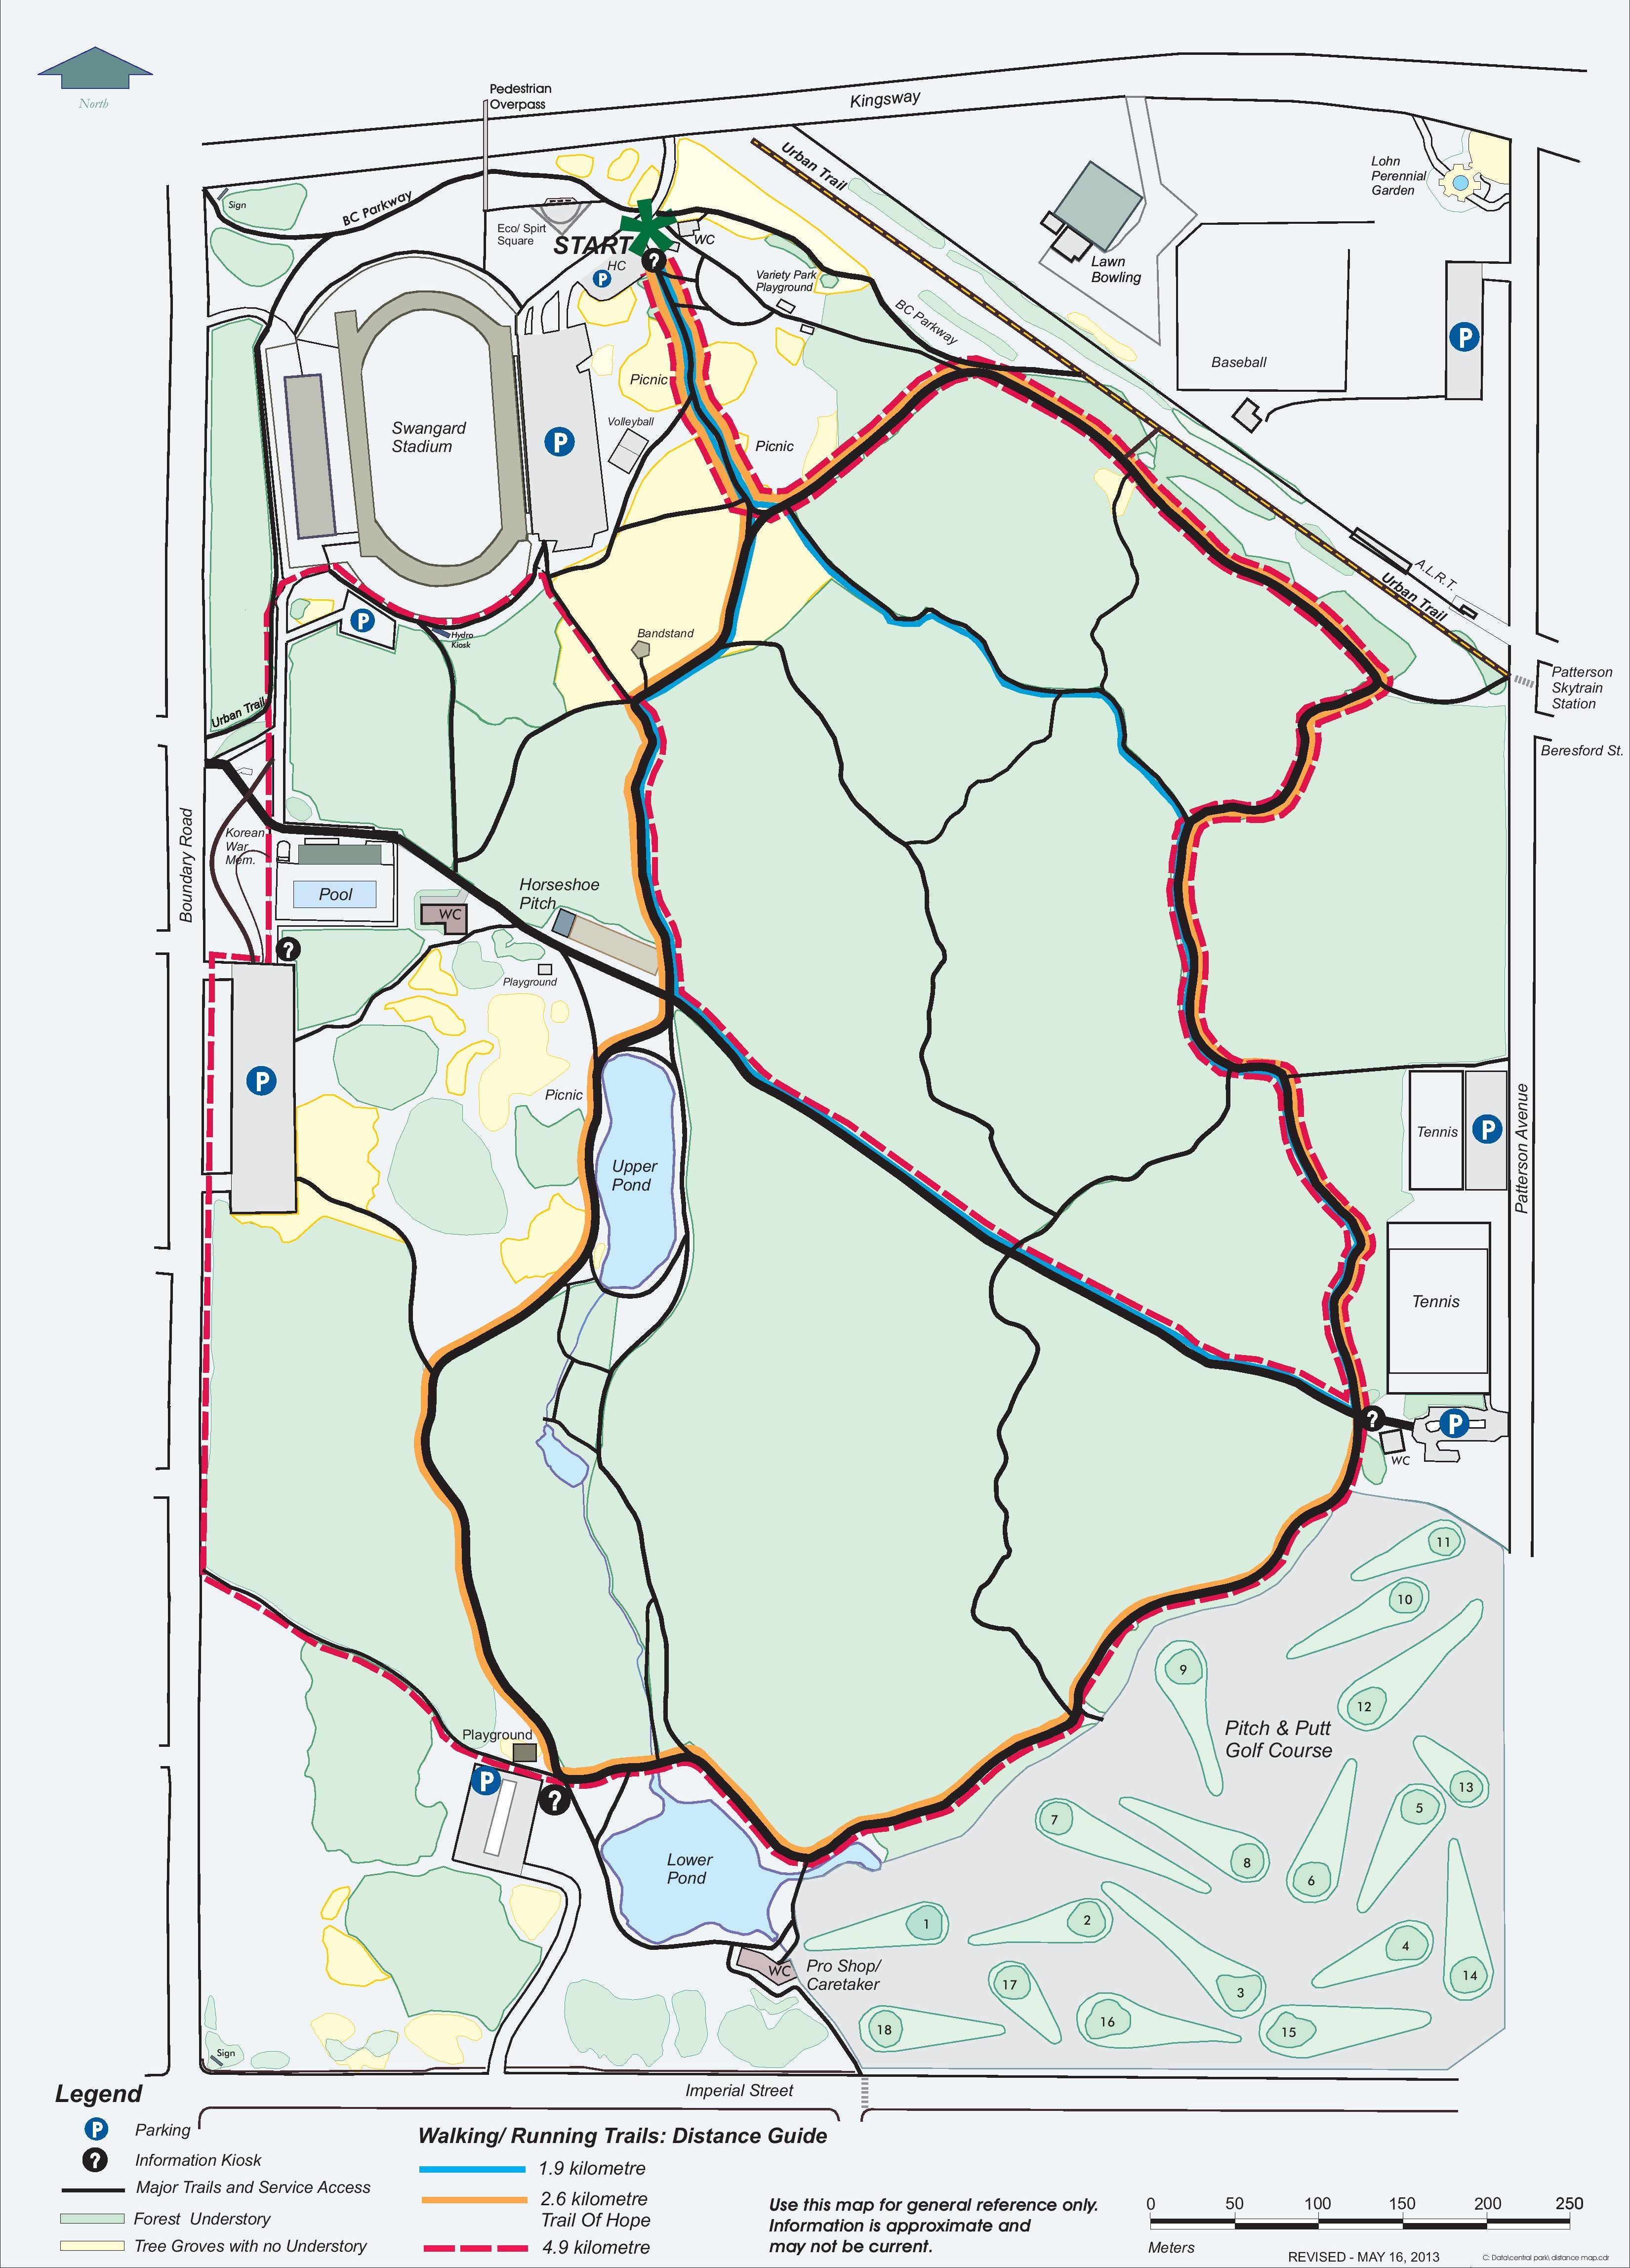 North
Pedestrian
Overpass
Kingsway
Urban Trail
Lohn
Perennial
Garden
Sign
BC Parkway
Eco/ Spirt
Square
START
?
WC
HC
P
Lawn
Bowling
Variety Park
Playground
BC Parkway
P
Baseball
Picnic
Swangard
Stadium
P
Volleyball
Picnic
A.L.R.T.
Urban Trail
P
Hydro
Kiosk
Bandstand
Patterson
Skytrain
Station
Urban Trail
Beresford St.
Boundary Road
Korean
War
Mem.
Pool
WC
Horseshoe
Pitch
?
Playground
P
Picnic
Upper
Pond
Tennis
P
Patterson Avenue
Tennis
?
P
WC
11
10
9
12
Pitch & Putt
Golf Course
Playground
P
?
13
5
7
8
6
Lower
Pond
1
2
4
14
WC
Pro Shop/
Caretaker
17
3
18
16
15
Sign
Imperial Street
Legend
P
Parking
?
Information Kiosk
Major Trails and Service Access
Forest Understory
Tree Groves with no Understory
Walking/ Running Trails: Distance Guide
1.9 kilometre
2.6 kilometre
Trail Of Hope
4.9 kilometre
Use this map for general reference only.
Information is approximate and
may not be current.
0 50 100 150 200 250
Meters
REVISED - MAY 16, 2013
C: Data\central park\ distance map.cdr